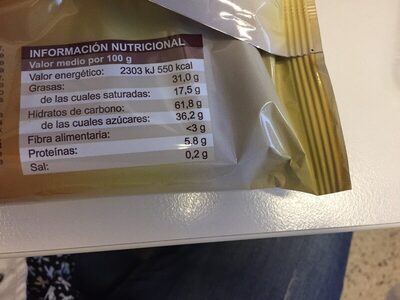 INFORMACIÓN NUTRICIONAL
Valor medio por 100 g
Valor energético: 2303 kJ 550 kcal
Grasas: 31,0 g
de las cuales saturadas: 17,5 g
Hidratos de carbono: 61,8 g
de las cuales azúcares: 36,2 g
Fibra alimentaria: <3 g
Proteínas: 5,8 g
Sal: 0,2 g